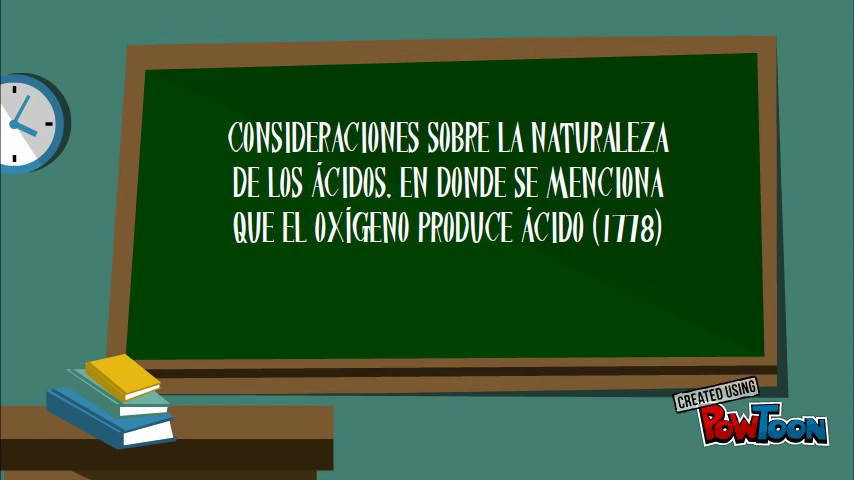 CONSIDERACIONES SOBRE LA NATURALEZA
DE LOS ÁCIDOS, EN DONDE SE MENCIONA
QUE EL OXÍGENO PRODUCE ÁCIDO (1778)
CREATED USING
POWTOON